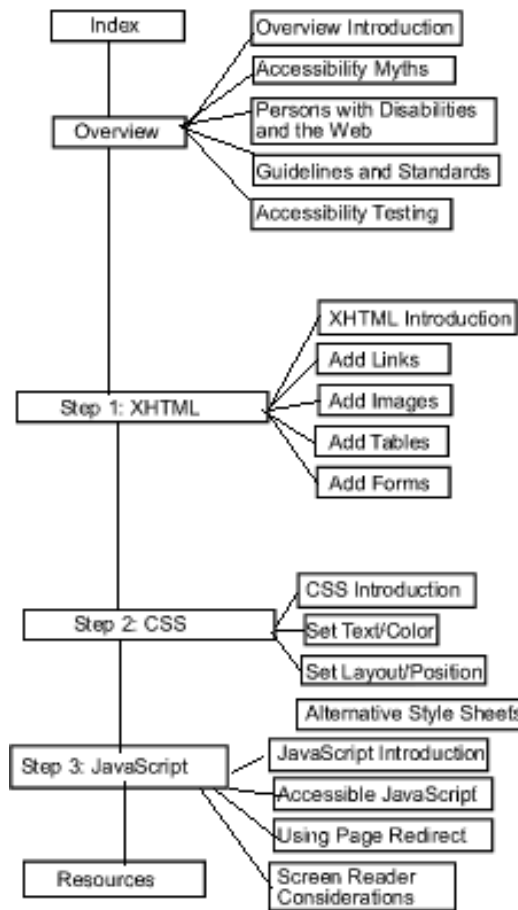 Index
Overview Introduction
Accessibility Myths
Overview
Persons with Disabilities
and the Web
Guidelines and Standards
Accessibility Testing
XHTML Introduction
Add Links
Step 1: XHTML
Add Images
Add Tables
Add Forms
CSS Introduction
Step 2: CSS
Set Text/Color
Set Layout/Position
Alternative Style Sheets
Step 3: JavaScript
JavaScript Introduction
Accessible JavaScript
Using Page Redirect
Resources
Screen Reader
Considerations